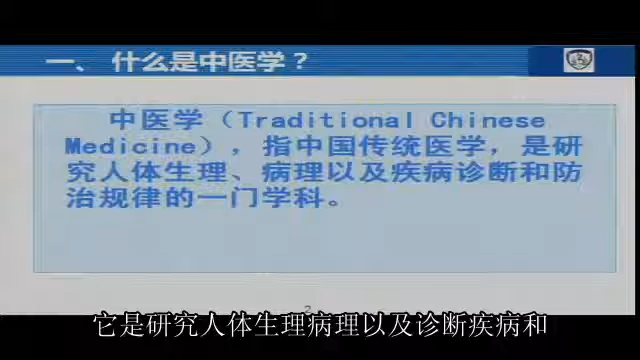 一、什么是中医学？
中医学（Traditional Chinese
Medicine），指中国传统医学，是研
究人体生理、病理以及疾病诊断和防
治规律的一门学科。
2
它是研究人体生理病理以及诊断疾病和